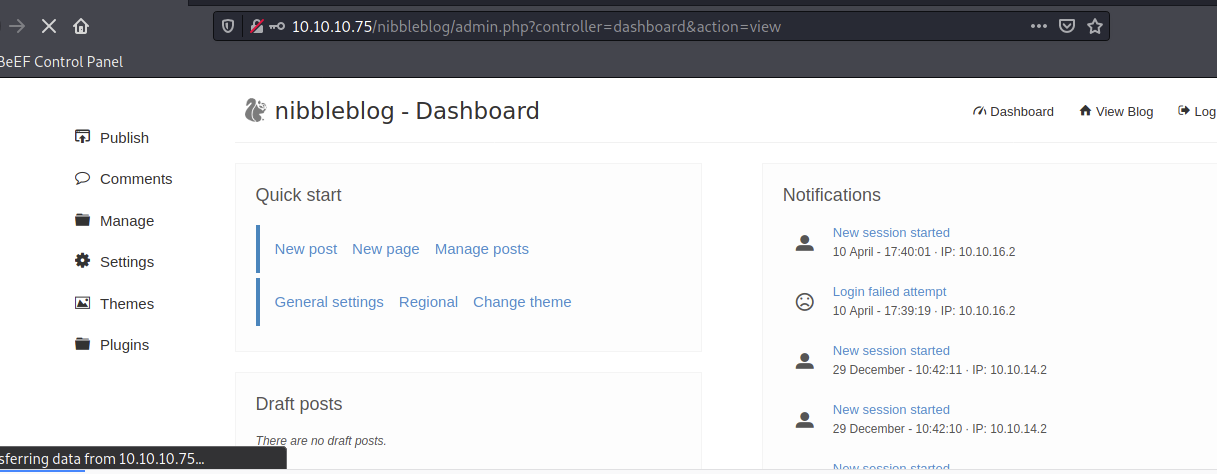 10.10.10.75/nibbleblog/admin.php?controller=dashboard&action=view
BeEF Control Panel
nibbleblog - Dashboard
Dashboard
View Blog
Log
Publish
Comments
Manage
Settings
Themes
Plugins
Quick start
New post New page Manage posts
General settings Regional Change theme
Draft posts
There are no draft posts.
Notifications
New session started
10 April - 17:40:01 · IP: 10.10.16.2
Login failed attempt
10 April - 17:39:19 · IP: 10.10.16.2
New session started
29 December - 10:42:11 · IP: 10.10.14.2
New session started
29 December - 10:42:10 · IP: 10.10.14.2
New session started
sferring data from 10.10.10.75...